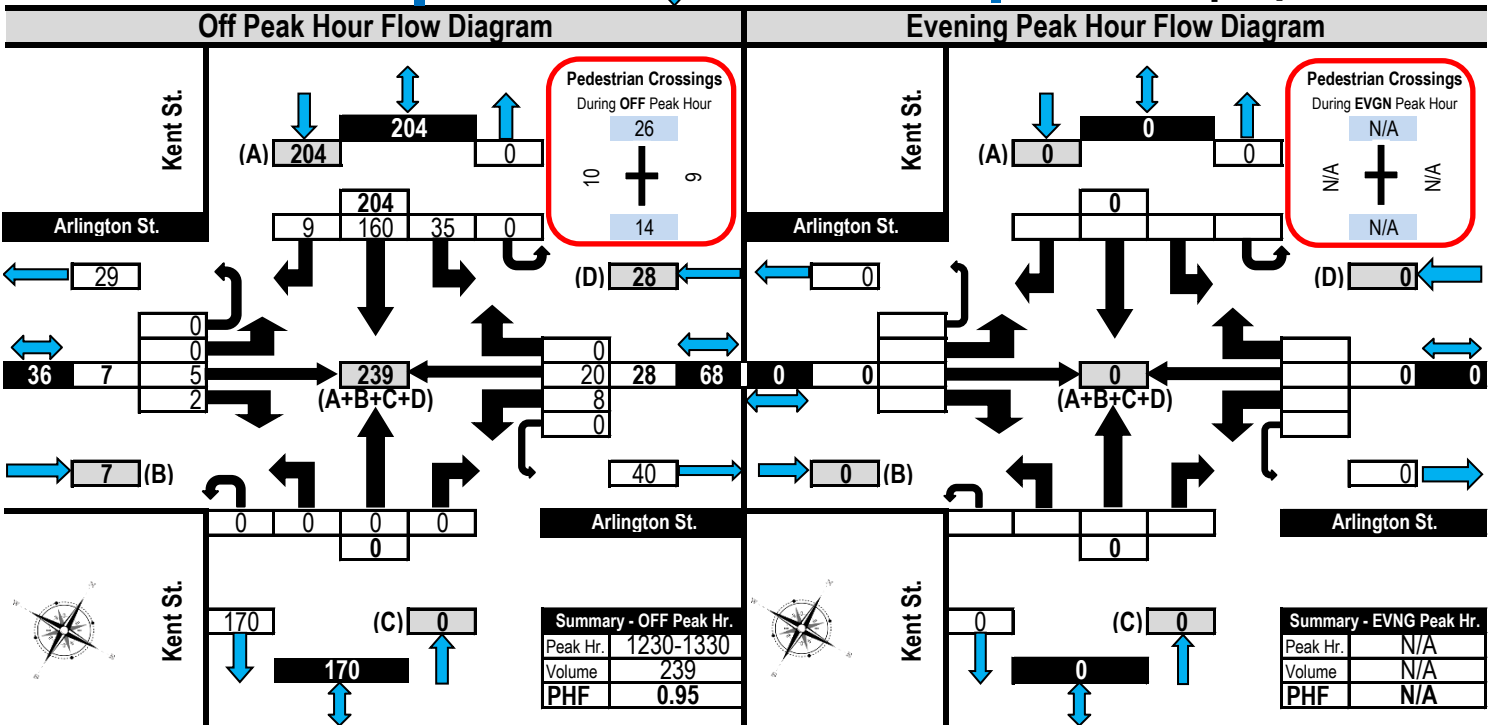 Off Peak Hour Flow Diagram
Kent St.
Pedestrian Crossings
During OFF Peak Hour
26
10
9
14
204
(A) 204 0
204
9 160 35 0
Arlington St.
29
(D) 28
0
0
5
2
36 7
239
(A+B+C+D)
0
20
8
0
28 68
7 (B)
40
0 0 0 0
0
Arlington St.
N
Kent St.
170
(C) 0
170
Summary - OFF Peak Hr.
Peak Hr. 1230-1330
Volume 239
PHF 0.95
Evening Peak Hour Flow Diagram
Kent St.
Pedestrian Crossings
During EVGN Peak Hour
N/A
N/A
N/A
N/A
0
(A) 0 0
0
Arlington St.
0
(D) 0
0 0
0
(A+B+C+D)
0 0
0 (B)
0
0
Arlington St.
Kent St.
0
(C) 0
0
Summary - EVNG Peak Hr.
Peak Hr. N/A
Volume N/A
PHF N/A